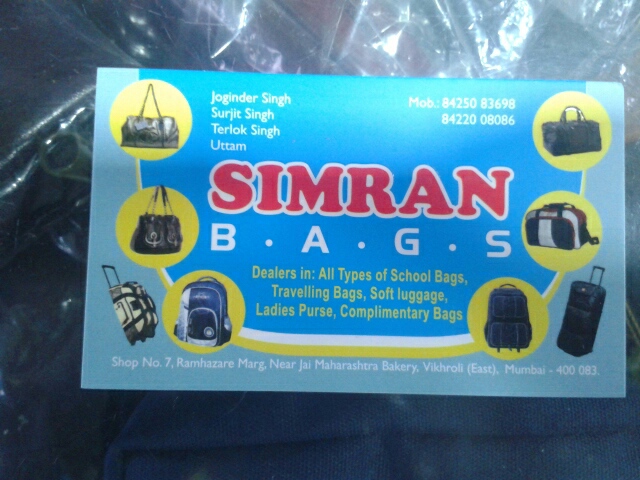 Joginder Singh
Surjit Singh
Terlok Singh
Uttam
Mob.: 84250 83698
84220 08086
SIMRAN
B . A . G . S
Dealers in: All Types of School Bags,
Travelling Bags, Soft luggage,
Ladies Purse, Complimentary Bags
Shop No. 7, Ramhazare Marg, Near Jai Maharashtra Bakery, Vikhroli (East), Mumbai - 400 083.